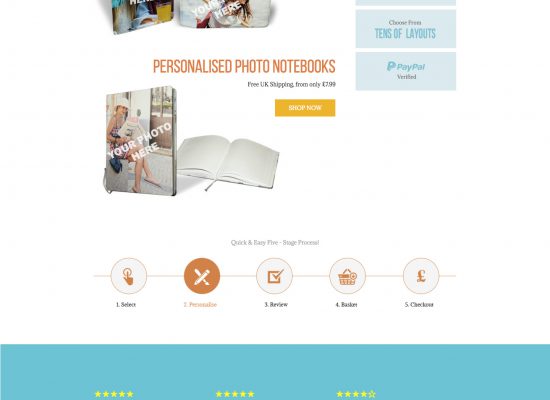 YOUR PHOTO
HERE
Choose From
TENS OF LAYOUTS
PayPal
Verified
PERSONALISED PHOTO NOTEBOOKS
Free UK Shipping, from only £7.99
SHOP NOW
YOUR PHOTO
HERE
Quick & Easy Five - Stage Process!
£
1. Select
2. Personalise
3. Review
4. Basket
5. Checkout